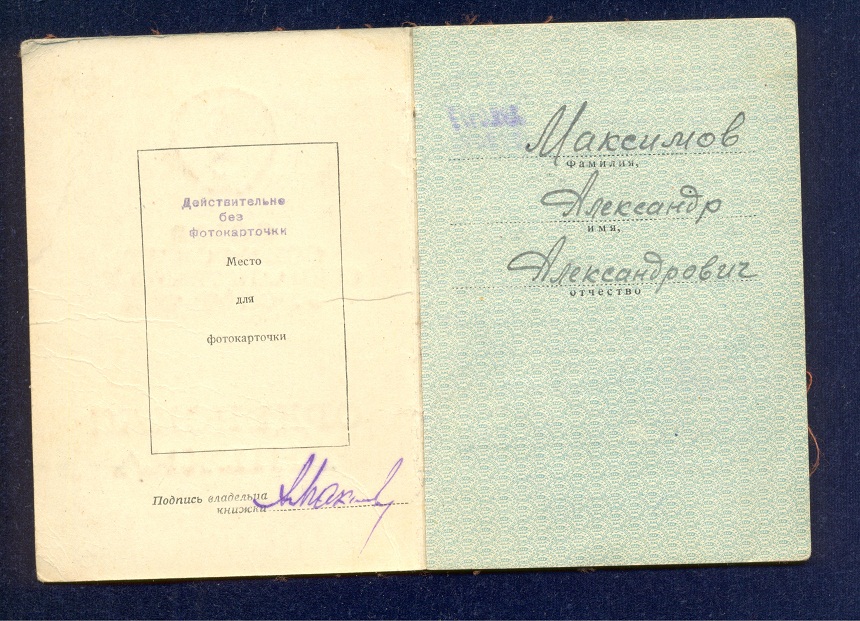 Действительно
без
фотокарточки
Место
для
фотокарточки
Подпись владельца
книжки
Максимов
фамилия,
Александр
имя,
Александрович
отчество